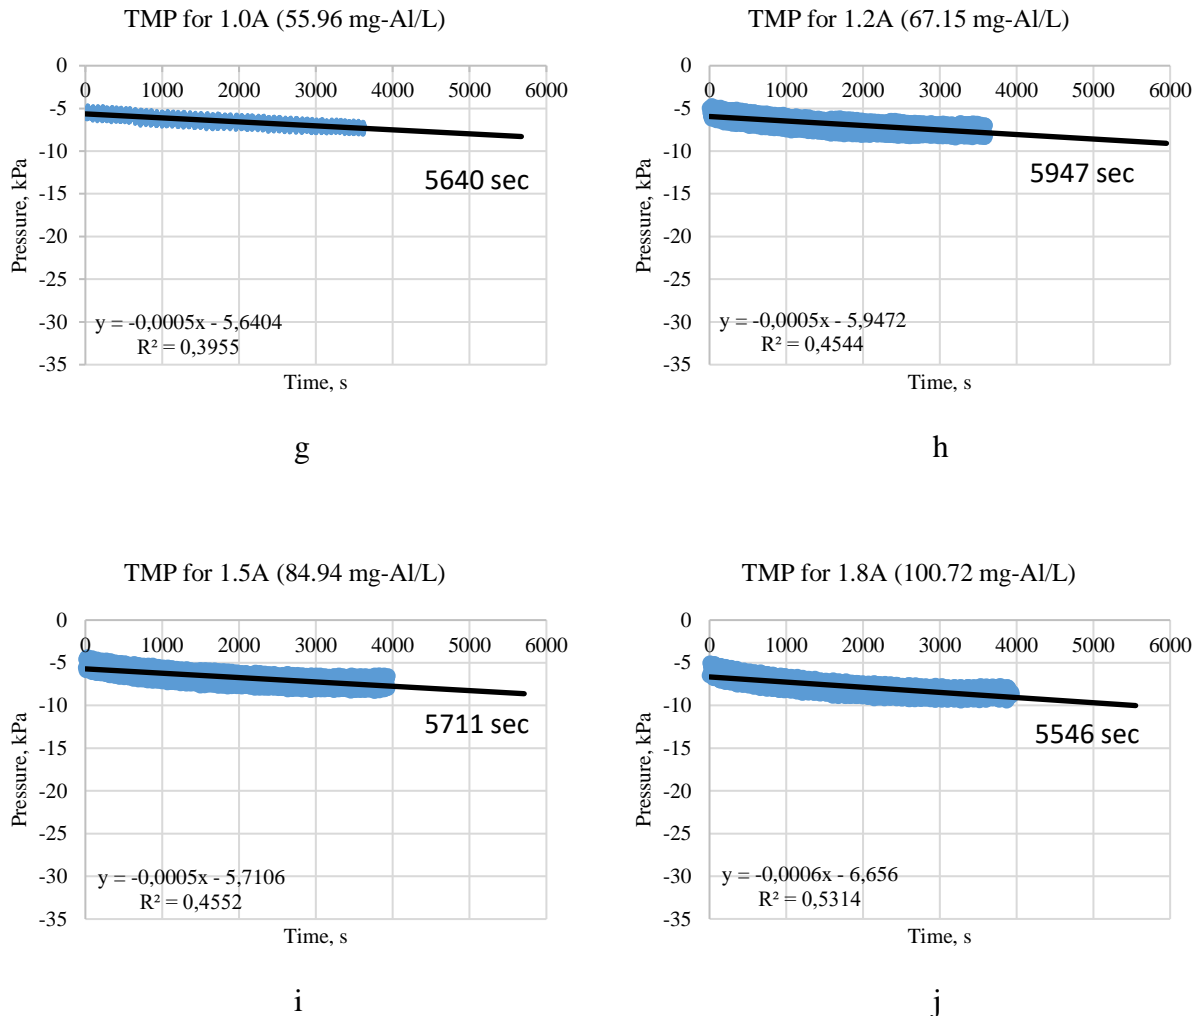 TMP for 1.0A (55.96 mg-Al/L)
0
0 1000 2000 3000 4000 5000 6000
-5
-10
-15
-20
-25
-30
-35
Pressure, kPa
5640 sec
y = -0,0005x - 5,6404
R² = 0,3955
Time, s
g
TMP for 1.2A (67.15 mg-Al/L)
0
0 1000 2000 3000 4000 5000 6000
-5
-10
-15
-20
-25
-30
-35
Pressure, kPa
5947 sec
y = -0,0005x - 5,9472
R² = 0,4544
Time, s
h
TMP for 1.5A (84.94 mg-Al/L)
0
0 1000 2000 3000 4000 5000 6000
-5
-10
-15
-20
-25
-30
-35
Pressure, kPa
5711 sec
y = -0,0005x - 5,7106
R² = 0,4552
Time, s
i
TMP for 1.8A (100.72 mg-Al/L)
0
0 1000 2000 3000 4000 5000 6000
-5
-10
-15
-20
-25
-30
-35
Pressure, kPa
5546 sec
y = -0,0006x - 6,656
R² = 0,5314
Time, s
j